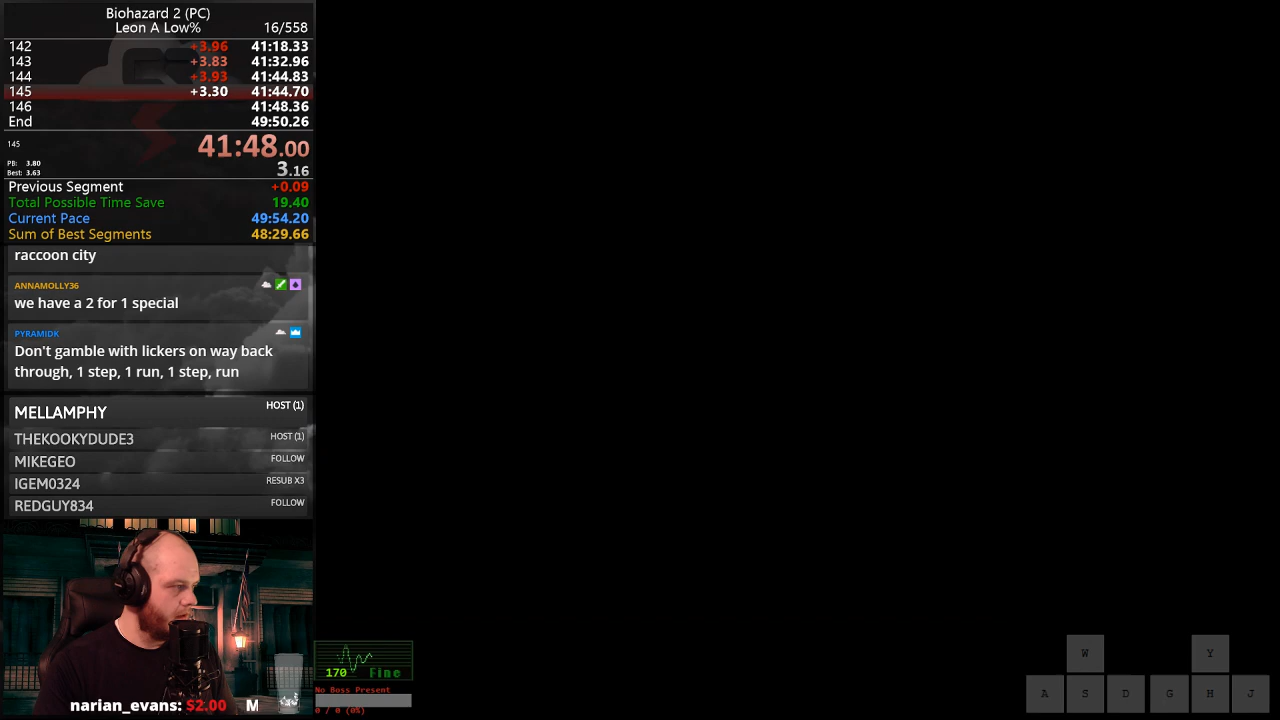 Biohazard 2 (PC)
Leon A Low% 16/558
142 +3.96 41:18.33
143 +3.83 41:32.96
144 +3.93 41:44.83
145 +3.30 41:44.70
146 41:48.36
End 49:50.26
145 41:48.00
PB: 3.80
Best: 3.63
3.16
Previous Segment +0.09
Total Possible Time Save 19.40
Current Pace 49:54.20
Sum of Best Segments 48:29.66
raccoon city
ANNAMOLLY36
we have a 2 for 1 special
PYRAMIDK
Don't gamble with lickers on way back
through, 1 step, 1 run, 1 step, run
MELLAMPHY HOST (1)
THEKOOKYDUDE3 HOST (1)
MIKEGEO FOLLOW
IGEM0324 RESUB X3
REDGUY834 FOLLOW
170 Fine
No Boss Present
0 / 0 (0%)
narian_evans: $2.00 M
W Y
A S D G H J